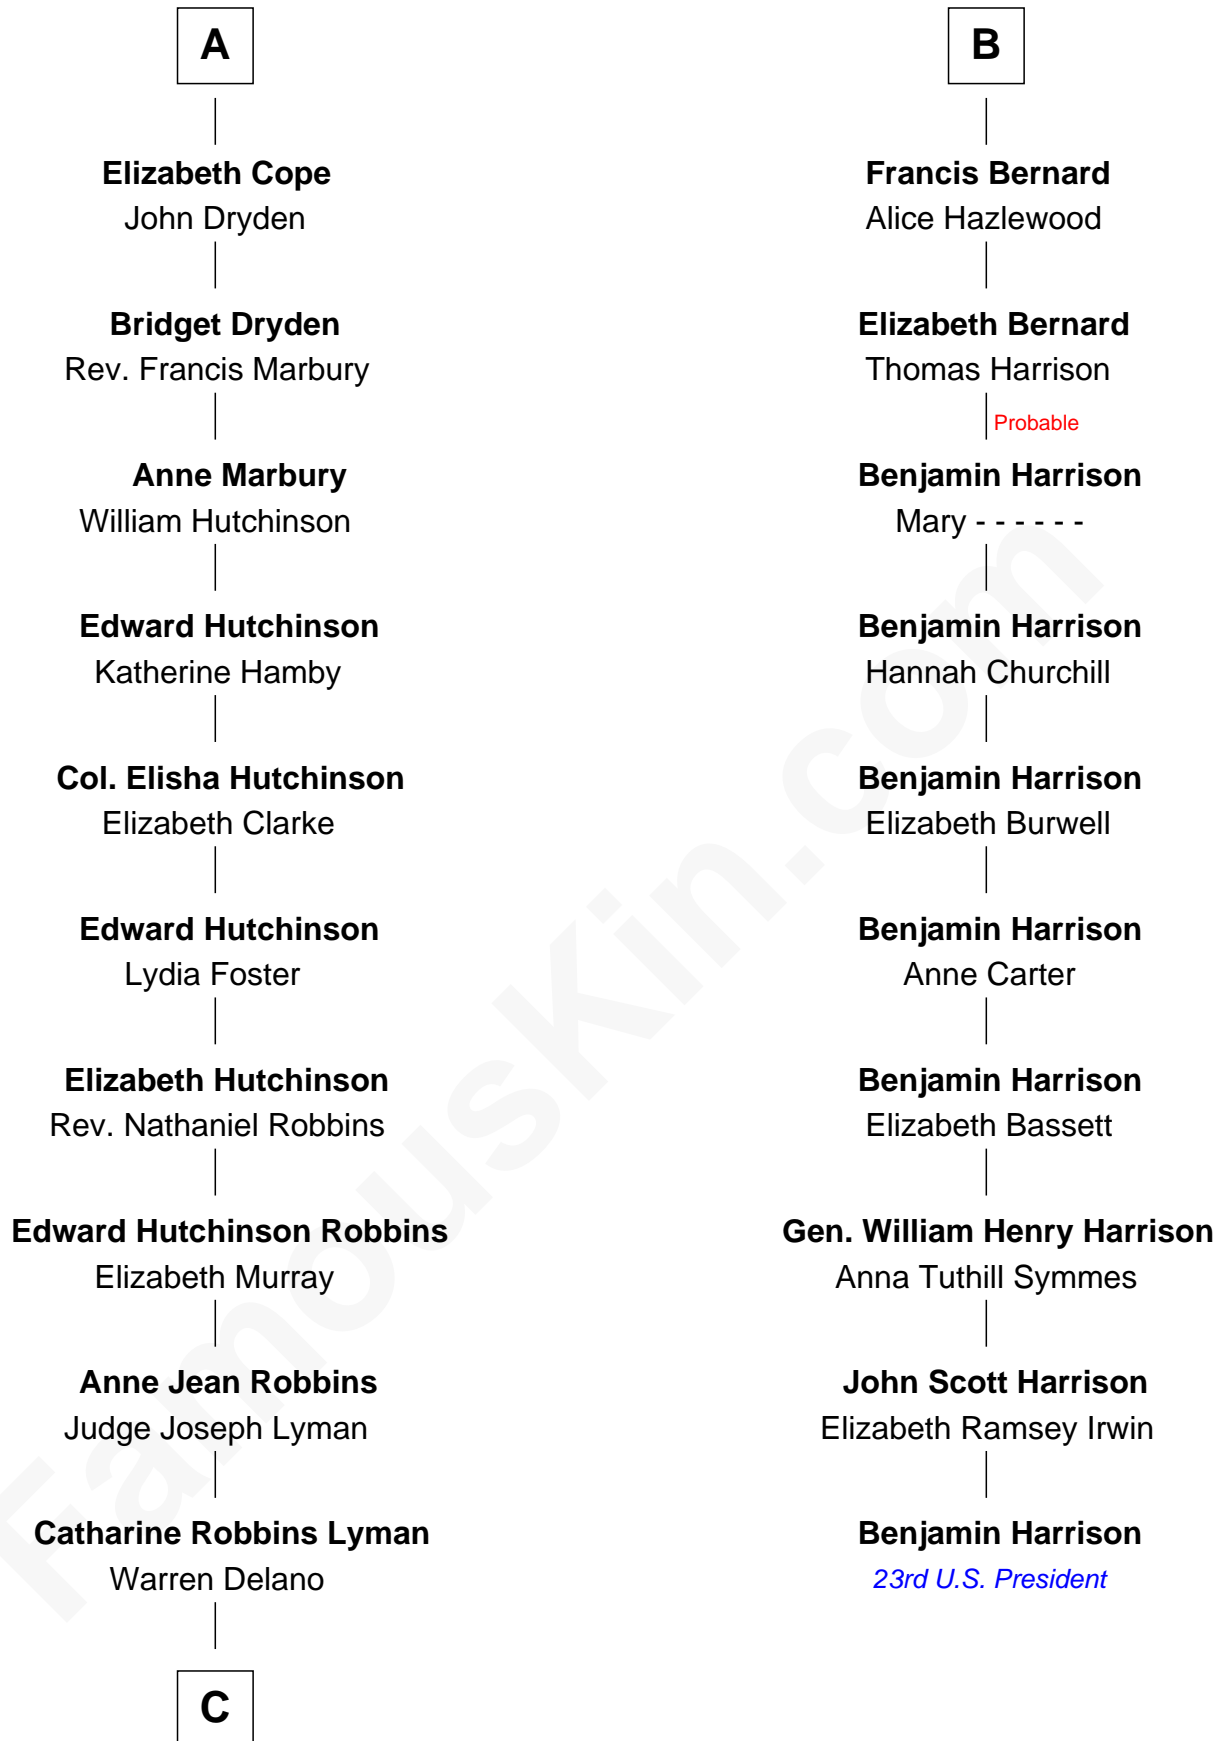 A
Elizabeth Cope
John Dryden
Bridget Dryden
Rev. Francis Marbury
Anne Marbury
William Hutchinson
Edward Hutchinson
Katherine Hamby
Col. Elisha Hutchinson
Elizabeth Clarke
Edward Hutchinson
Lydia Foster
Elizabeth Hutchinson
Rev. Nathaniel Robbins
Edward Hutchinson Robbins
Elizabeth Murray
Anne Jean Robbins
Judge Joseph Lyman
Catharine Robbins Lyman
Warren Delano
C
B
Francis Bernard
Alice Hazlewood
Elizabeth Bernard
Thomas Harrison
Probable
Benjamin Harrison
Mary - - - - - -
Benjamin Harrison
Hannah Churchill
Benjamin Harrison
Elizabeth Burwell
Benjamin Harrison
Anne Carter
Benjamin Harrison
Elizabeth Bassett
Gen. William Henry Harrison
Anna Tuthill Symmes
John Scott Harrison
Elizabeth Ramsey Irwin
Benjamin Harrison
23rd U.S. President
FamousKin.com